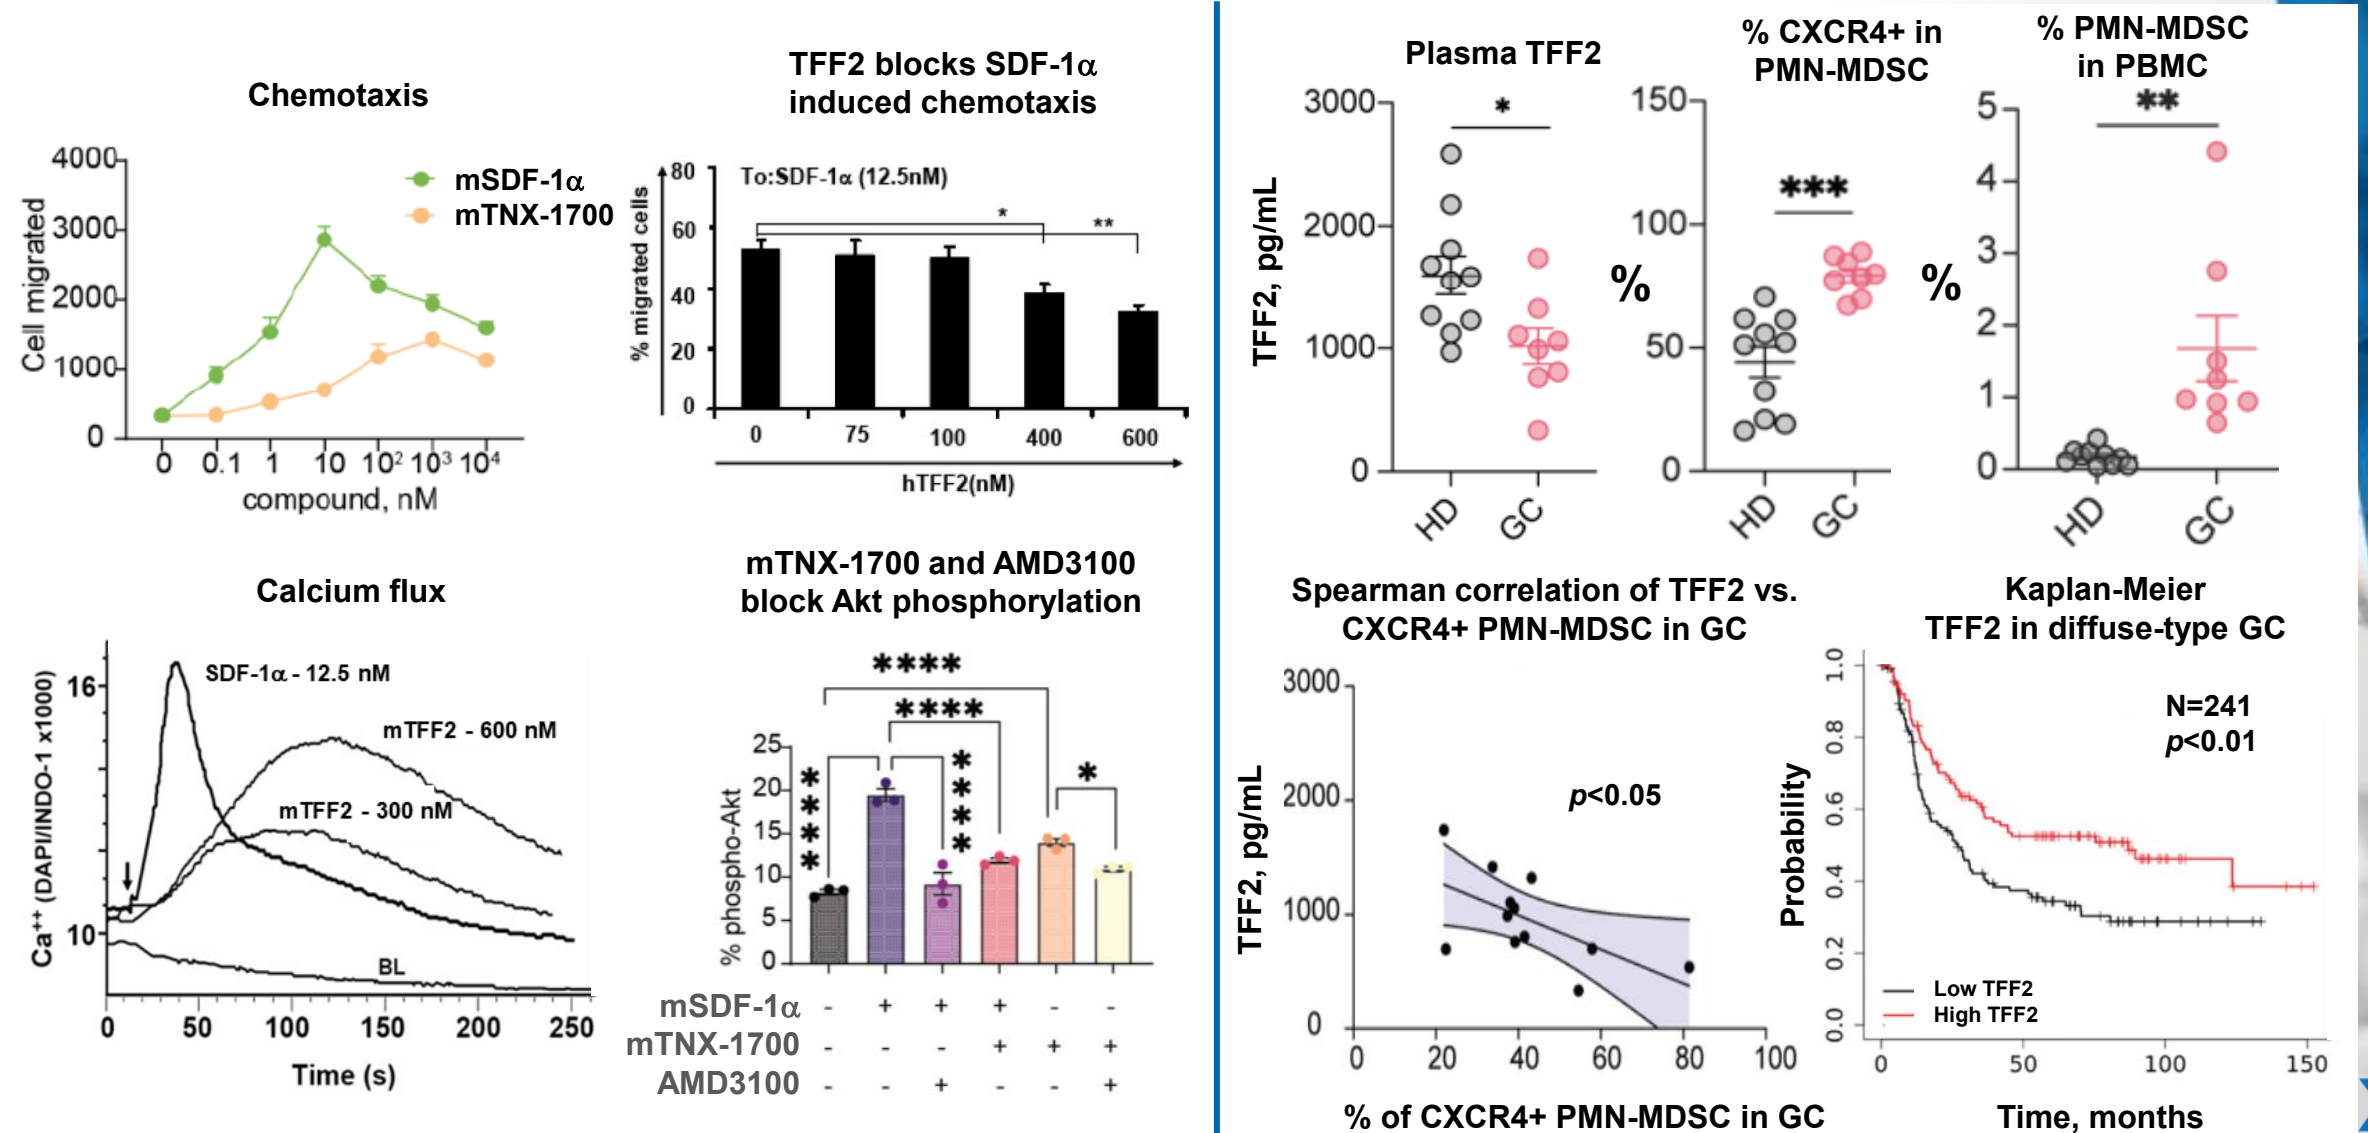 Chemotaxis
4000
3000
2000
1000
0
Cell migrated
mSDF-1α
mTNX-1700
0 0.1 1 10 10² 10³ 10⁴
compound, nM
TFF2 blocks SDF-1α
induced chemotaxis
% migrated cells
80
60
40
20
0
To:SDF-1α (12.5nM)
*
**
0 75 100 400 600
hTFF2(nM)
Calcium flux
Ca⁺⁺ (DAPI/INDO-1 x1000)
16
10
SDF-1α - 12.5 nM
mTFF2 - 600 nM
mTFF2 - 300 nM
BL
0 50 100 150 200 250
Time (s)
mTNX-1700 and AMD3100
block Akt phosphorylation
****
****
****
****
*
% phospho-Akt
25
20
15
10
5
0
mSDF-1α - + + + - -
mTNX-1700 - - - + + +
AMD3100 - - + - - +
Plasma TFF2
TFF2, pg/mL
3000
2000
1000
0
*
HD GC
% CXCR4+ in
PMN-MDSC
%
150
100
50
0
***
HD GC
% PMN-MDSC
in PBMC
%
5
4
3
2
1
0
**
HD GC
Spearman correlation of TFF2 vs.
CXCR4+ PMN-MDSC in GC
TFF2, pg/mL
3000
2000
1000
0
p<0.05
0 20 40 60 80 100
% of CXCR4+ PMN-MDSC in GC
Kaplan-Meier
TFF2 in diffuse-type GC
Probability
1.0
0.8
0.6
0.4
0.2
0.0
N=241
p<0.01
Low TFF2
High TFF2
0 50 100 150
Time, months